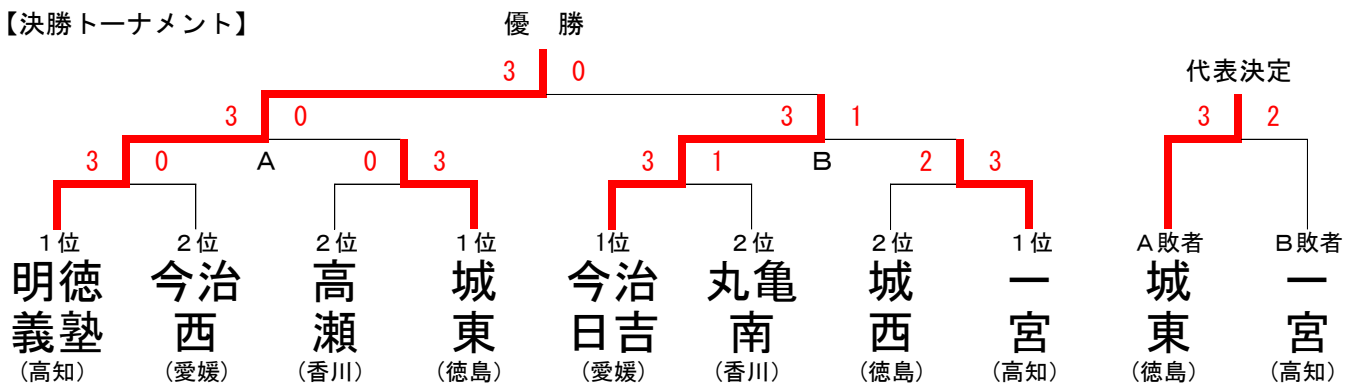 【決勝トーナメント】
優 勝
3 0
代表決定
3 0 3 1 3 2
3 0 A 0 3 3 1 B 2 3
1位 2位 2位 1位 1位 2位 2位 1位 A敗者 B敗者
明徳 今治 高 城 今治 丸亀 城 一 城 一
義塾 西 瀬 東 日吉 南 西 宮 東 宮
(高知) (愛媛) (香川) (徳島) (愛媛) (香川) (徳島) (高知) (徳島) (高知)